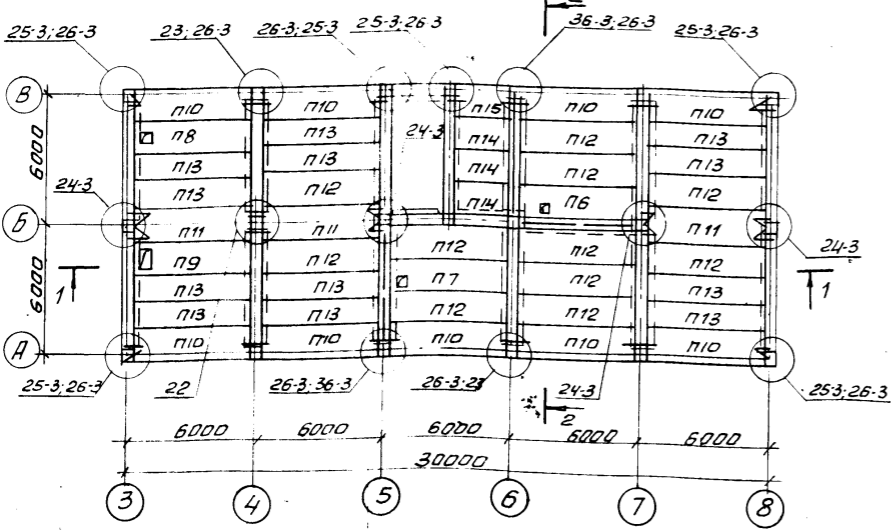 2
25-3; 26-3 23; 26-3 26-3; 25-3 25-3; 26-3 36-3; 26-3 25-3; 26-3
В
П10 П15 П10 П10
П8 П13 24-3 П14 П12 П13
П13 П13 П14 П12 П13
6000
24-3
П13 П12 П14 П6 П12
Б
П11 П11 П11
24-3
П12 П12
П9 П12 П12
П7 П12 П13
1 1
6000
П13 П13
П13 П13 П12 П12 П13
А
П10 П10 П10 П10 П10
25-3; 26-3 22 26-3; 36-3 26-3; 23 24-3 25-3; 26-3
2
6000 6000 6000 6000 6000
30000
3 4 5 6 7 8